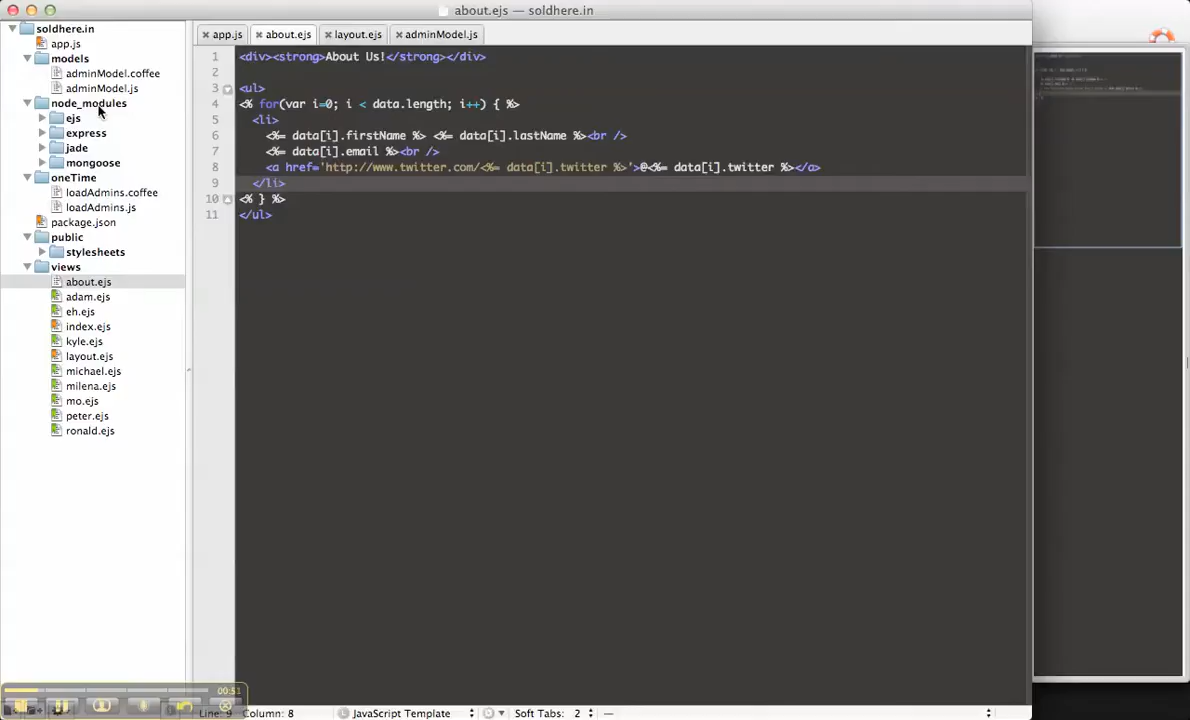 about.ejs — soldhere.in
soldhere.in
app.js
models
adminModel.coffee
adminModel.js
node_modules
ejs
express
jade
mongoose
oneTime
loadAdmins.coffee
loadAdmins.js
package.json
public
stylesheets
views
about.ejs
adam.ejs
eh.ejs
index.ejs
kyle.ejs
layout.ejs
michael.ejs
milena.ejs
mo.ejs
peter.ejs
ronald.ejs
× app.js × about.ejs × layout.ejs × adminModel.js
1 <div><strong>About Us!</strong></div>
2
3 <ul>
4 <% for(var i=0; i < data.length; i++) { %>
5 <li>
6 <%= data[i].firstName %> <%= data[i].lastName %><br />
7 <%= data[i].email %><br />
8 <a href='http://www.twitter.com/<%= data[i].twitter %>'>@<%= data[i].twitter %></a>
9 </li>
10 <% } %>
11 </ul>
00:51
Line: 9 Column: 8 JavaScript Template Soft Tabs: 2 —